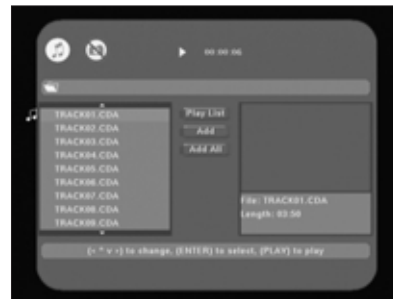 00:00:06
TRACK01.CDA
TRACK02.CDA
TRACK03.CDA
TRACK04.CDA
TRACK05.CDA
TRACK06.CDA
TRACK07.CDA
TRACK08.CDA
TRACK09.CDA
Play List
Add
Add All
File: TRACK01.CDA
Length: 03:50
(< ^ v >) to change, (ENTER) to select, (PLAY) to play